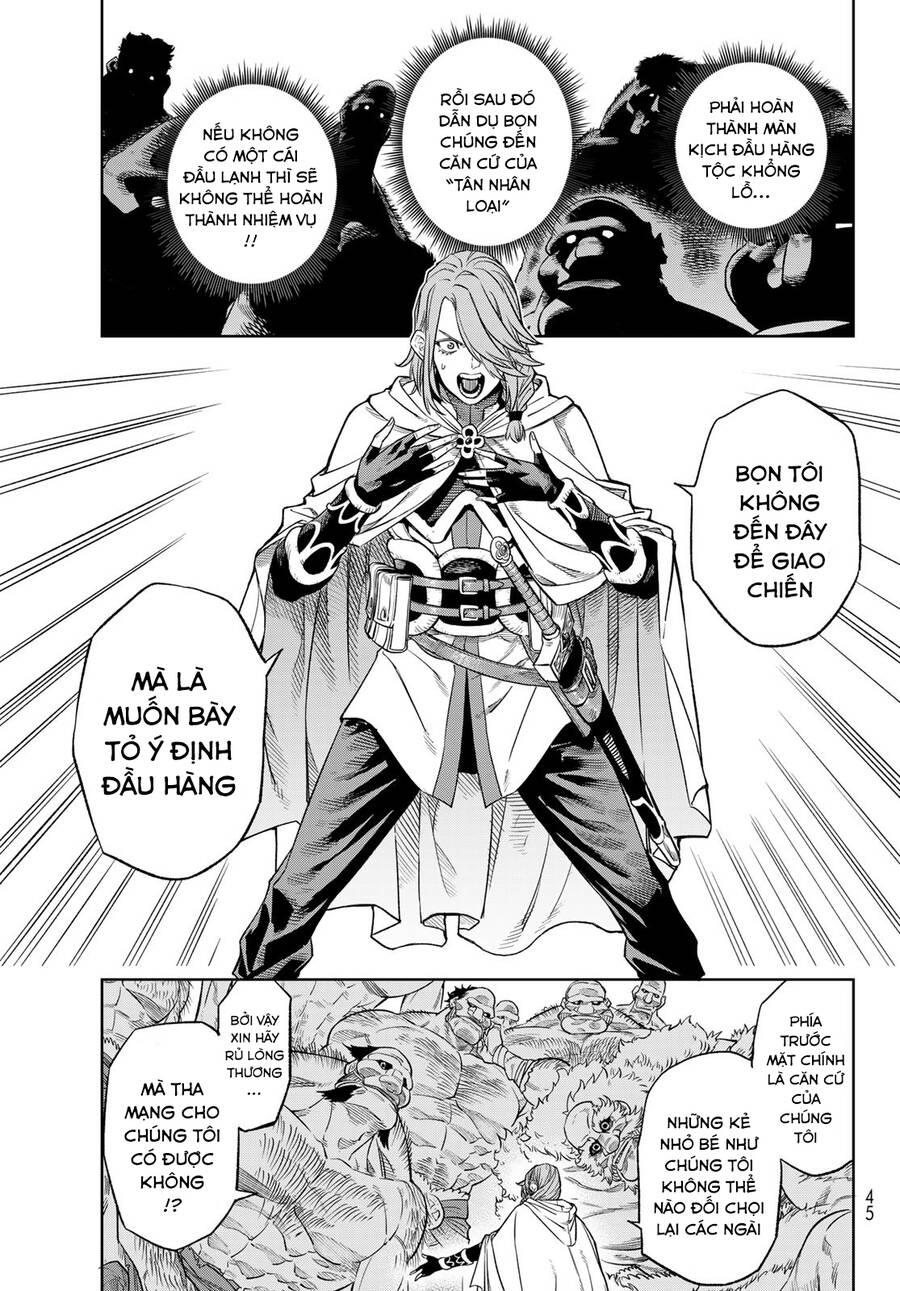 PHẢI HOÀN
THÀNH MÀN
KỊCH ĐẦU HÀNG
TỘC KHỔNG
LỒ...
RỒI SAU ĐÓ
DẪN DỤ BỌN
CHÚNG ĐẾN
CĂN CỨ CỦA
“TÂN NHÂN
LOẠI”
NẾU KHÔNG
CÓ MỘT CÁI
ĐẦU LẠNH THÌ SẼ
KHÔNG THỂ HOÀN
THÀNH NHIỆM VỤ
!!
BỌN TÔI
KHÔNG
ĐẾN ĐÂY
ĐỂ GIAO
CHIẾN
MÀ LÀ
MUỐN BÀY
TỎ Ý ĐỊNH
ĐẦU HÀNG
PHÍA
TRƯỚC
MẶT CHÍNH
LÀ CĂN CỨ
CỦA
CHÚNG
TÔI
NHỮNG KẺ
NHỎ BÉ NHƯ
CHÚNG TÔI
KHÔNG THỂ
NÀO ĐỐI CHỌI
LẠI CÁC NGÀI
BỞI VẬY
XIN HÃY
RỦ LÒNG
THƯƠNG
...
MÀ THA
MẠNG CHO
CHÚNG TÔI
CÓ ĐƯỢC
KHÔNG
!?
45